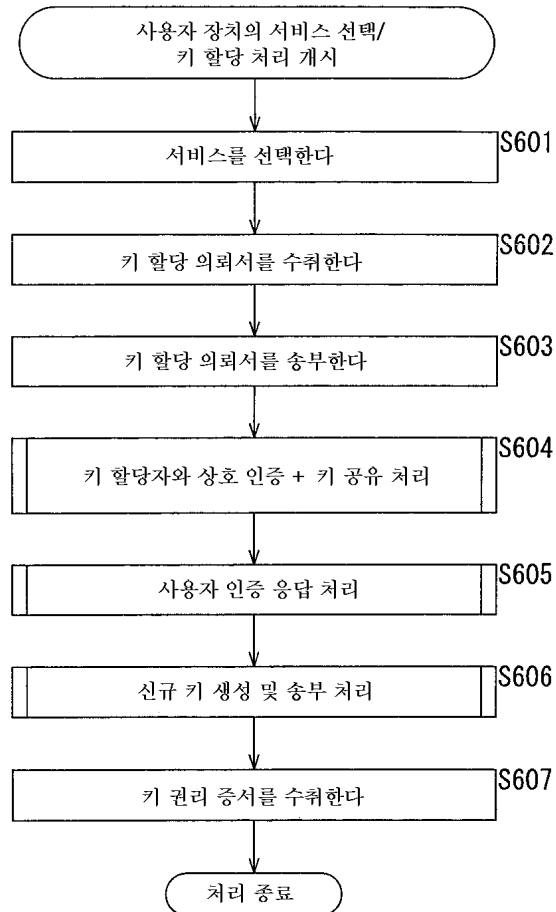 사용자 장치의 서비스 선택/
키 할당 처리 개시
서비스를 선택한다
S601
키 할당 의뢰서를 수취한다
S602
키 할당 의뢰서를 송부한다
S603
키 할당자와 상호 인증 + 키 공유 처리
S604
사용자 인증 응답 처리
S605
신규 키 생성 및 송부 처리
S606
키 권리 증서를 수취한다
S607
처리 종료